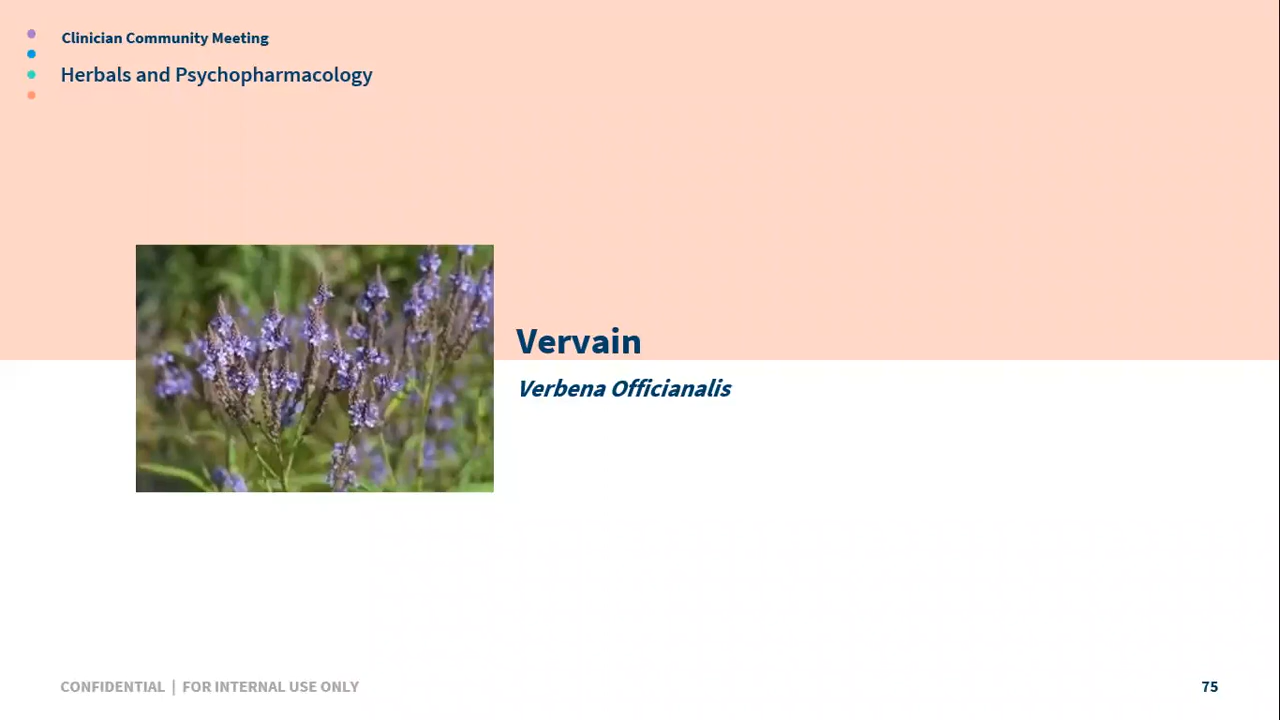 Clinician Community Meeting
Herbals and Psychopharmacology
Vervain
Verbena Officianalis
CONFIDENTIAL | FOR INTERNAL USE ONLY
75